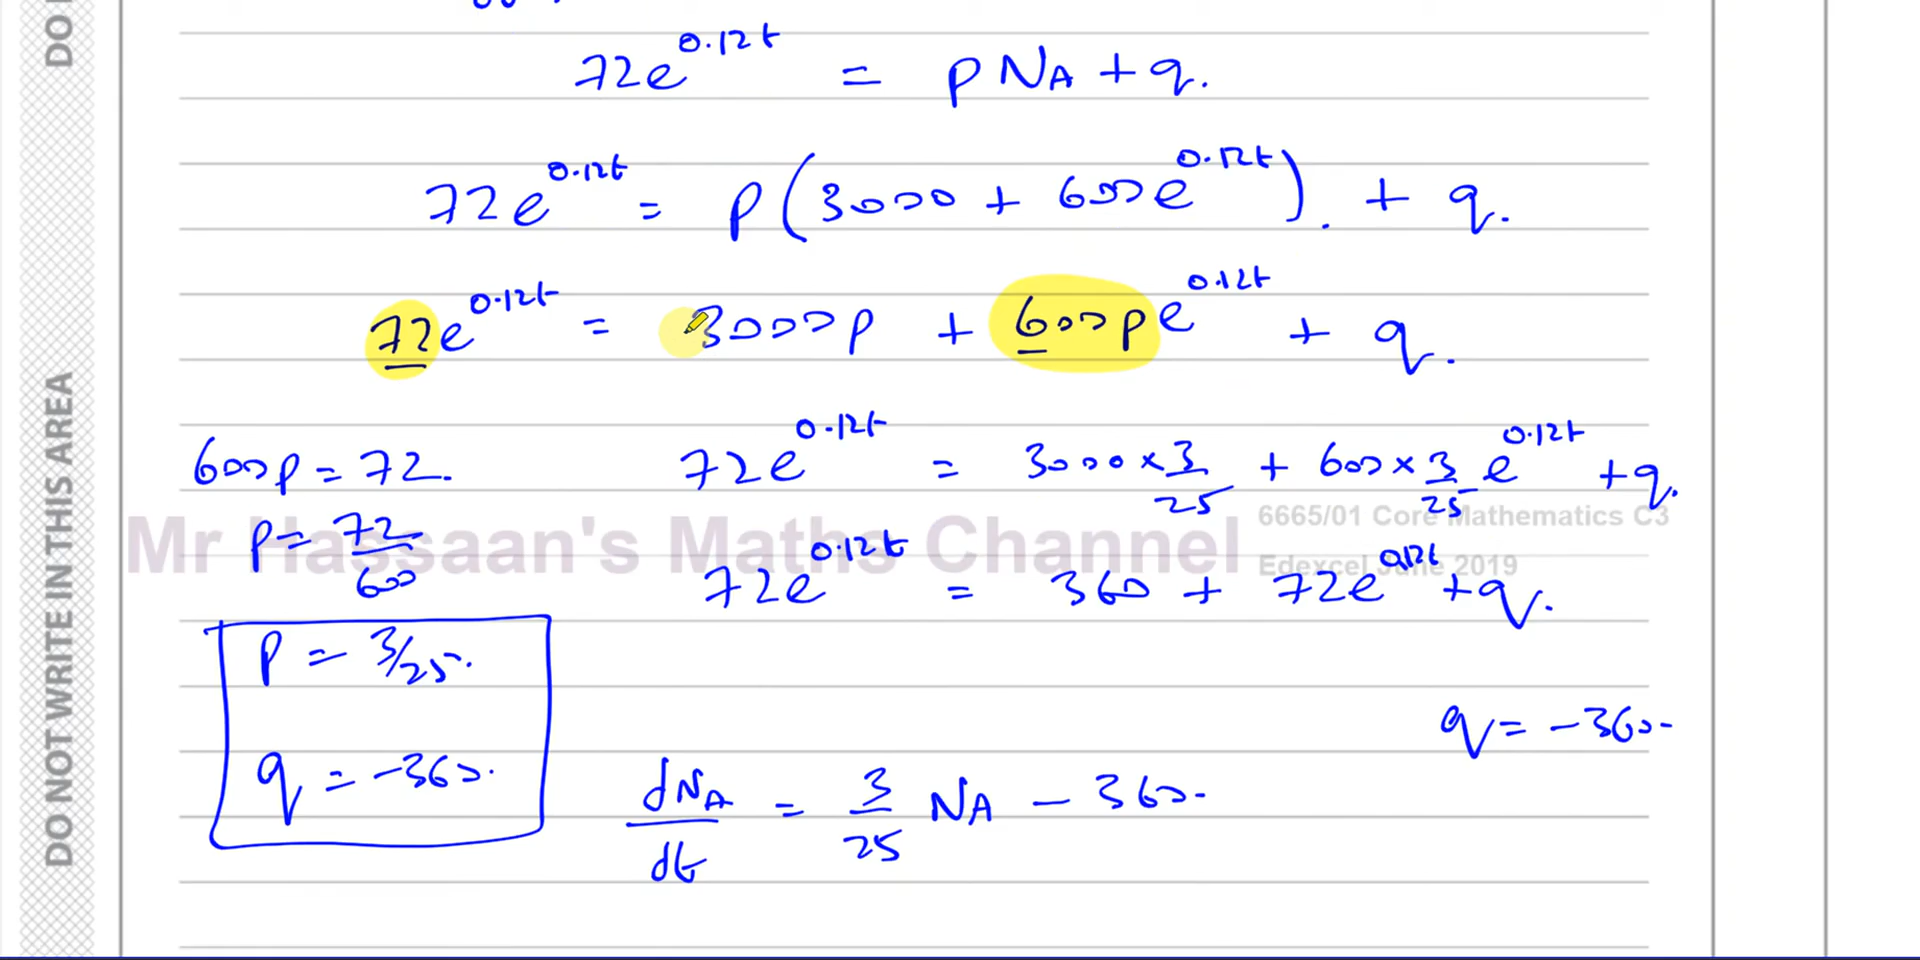 DO NOT WRITE IN THIS AREA
DO
72e^0.12t = pN_A + q.
72e^0.12t = p(3000 + 600e^0.12t). + q.
72e^0.12t = 3000p + 600pe^0.12t + q.
600p = 72.
72e^0.12t = 3000 × 3/25 + 600 × 3/25 e^0.12t + q.
p = 72/600
72e^0.12t = 360 + 72e^0.12t + q.
p = 3/25.
q = -360.
q = -360.
dN_A/dt = 3/25 N_A - 360.
Mr Hassaan's Maths Channel
6665/01 Core Mathematics C3
Edexcel June 2019